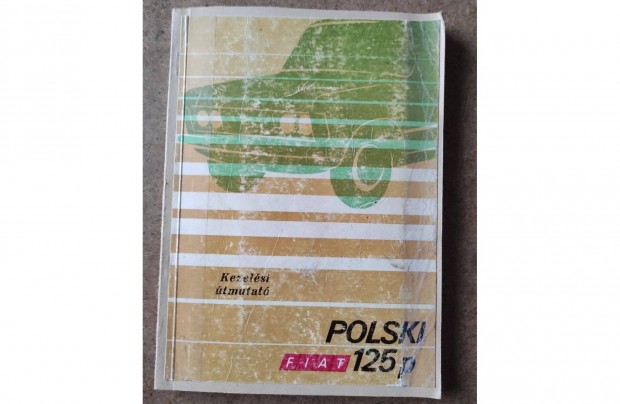 Kezelési
útmutató
POLSKI
FIAT 125p